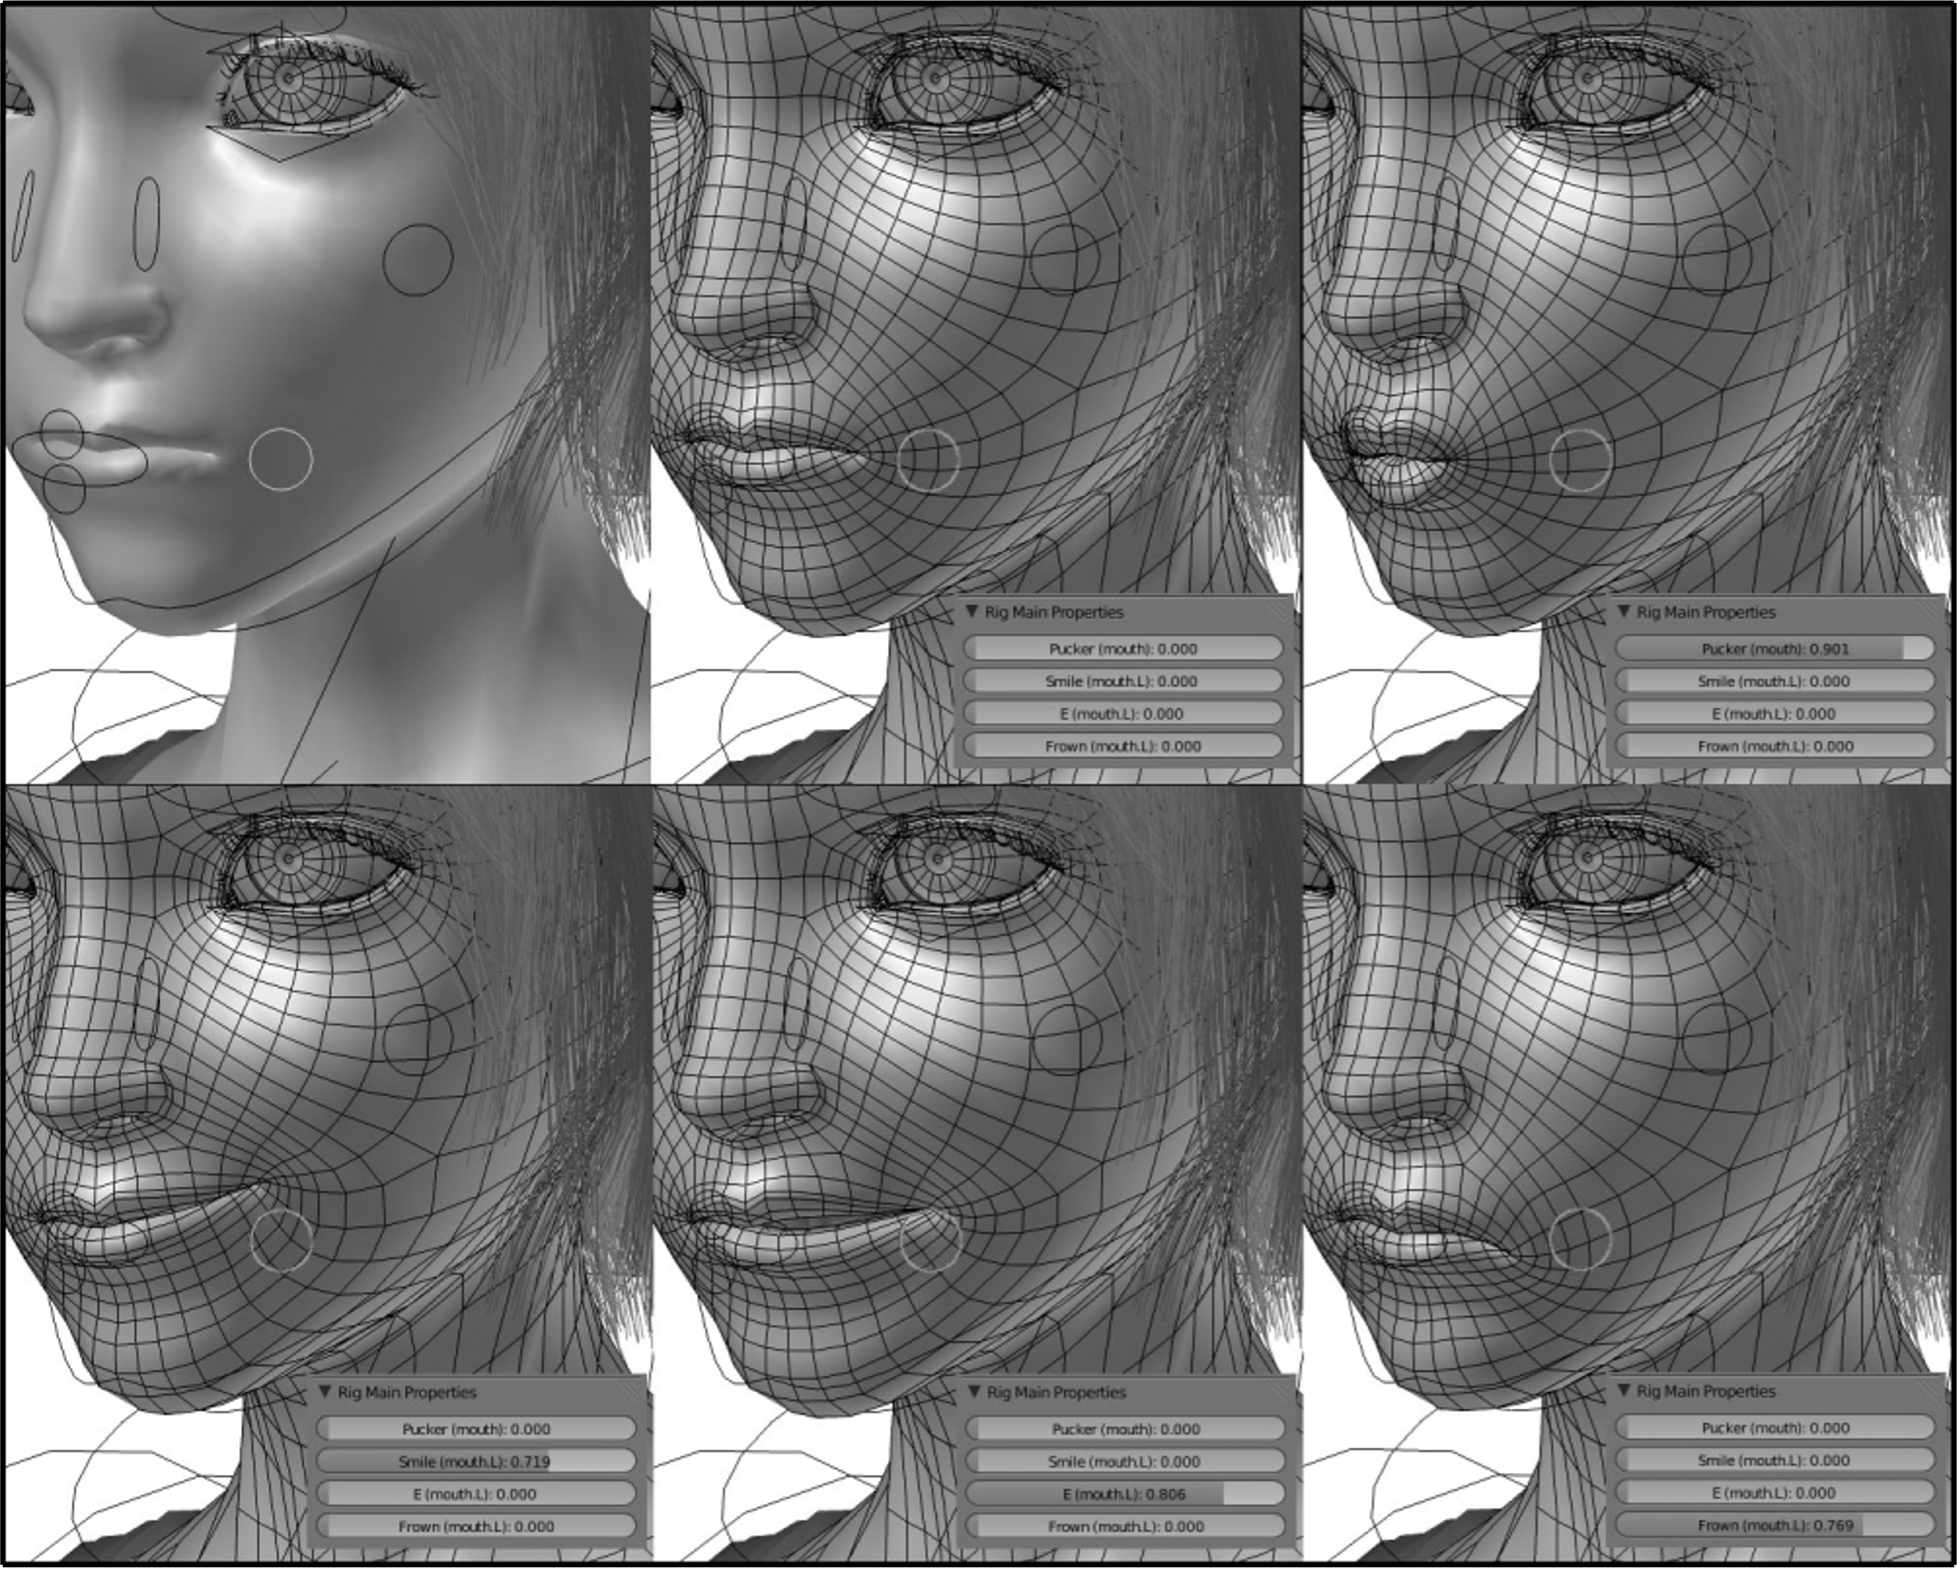 Rig Main Properties
Pucker (mouth): 0.000
Smile (mouth.L): 0.000
E (mouth.L): 0.000
Frown (mouth.L): 0.000
Rig Main Properties
Pucker (mouth): 0.901
Smile (mouth.L): 0.000
E (mouth.L): 0.000
Frown (mouth.L): 0.000
Rig Main Properties
Pucker (mouth): 0.000
Smile (mouth.L): 0.719
E (mouth.L): 0.000
Frown (mouth.L): 0.000
Rig Main Properties
Pucker (mouth): 0.000
Smile (mouth.L): 0.000
E (mouth.L): 0.806
Frown (mouth.L): 0.000
Rig Main Properties
Pucker (mouth): 0.000
Smile (mouth.L): 0.000
E (mouth.L): 0.000
Frown (mouth.L): 0.769